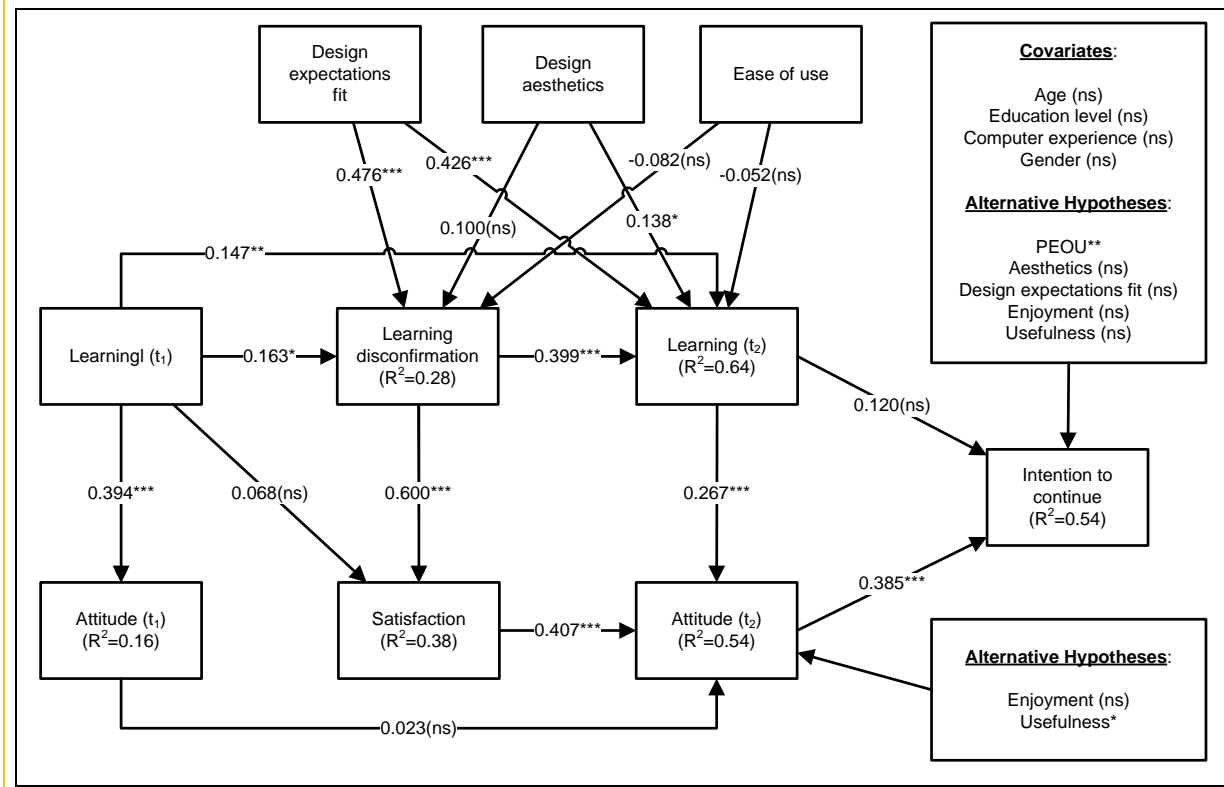 Design
expectations
fit
Design
aesthetics
Ease of use
Covariates:
Age (ns)
Education level (ns)
Computer experience (ns)
Gender (ns)
Alternative Hypotheses:
PEOU**
Aesthetics (ns)
Design expectations fit (ns)
Enjoyment (ns)
Usefulness (ns)
0.476***
0.426***
0.100(ns)
0.138*
-0.082(ns)
-0.052(ns)
0.147**
Learningl (t1)
0.163*
Learning
disconfirmation
(R²=0.28)
0.399***
Learning (t2)
(R²=0.64)
0.120(ns)
0.394***
0.068(ns)
0.600***
0.267***
Intention to
continue
(R²=0.54)
0.385***
Attitude (t1)
(R²=0.16)
Satisfaction
(R²=0.38)
0.407***
Attitude (t2)
(R²=0.54)
0.023(ns)
Alternative Hypotheses:
Enjoyment (ns)
Usefulness*